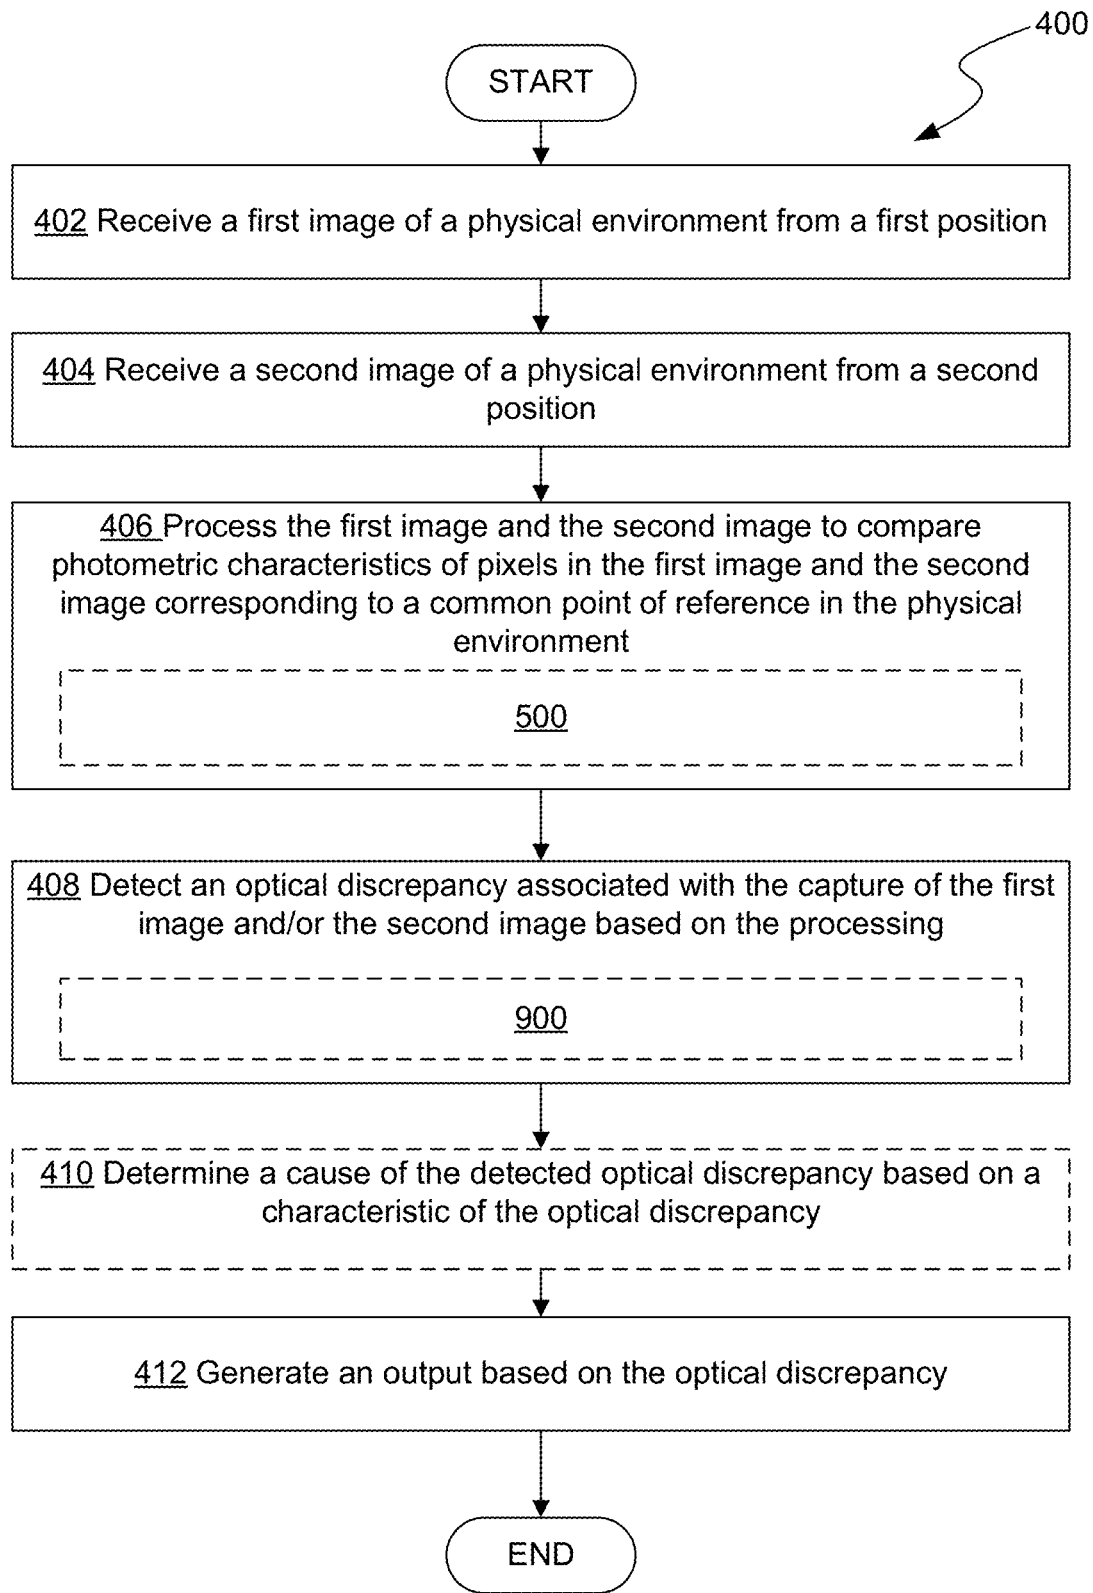 400
START
402 Receive a first image of a physical environment from a first position
404 Receive a second image of a physical environment from a second
position
406 Process the first image and the second image to compare
photometric characteristics of pixels in the first image and the second
image corresponding to a common point of reference in the physical
environment
500
408 Detect an optical discrepancy associated with the capture of the first
image and/or the second image based on the processing
900
410 Determine a cause of the detected optical discrepancy based on a
characteristic of the optical discrepancy
412 Generate an output based on the optical discrepancy
END